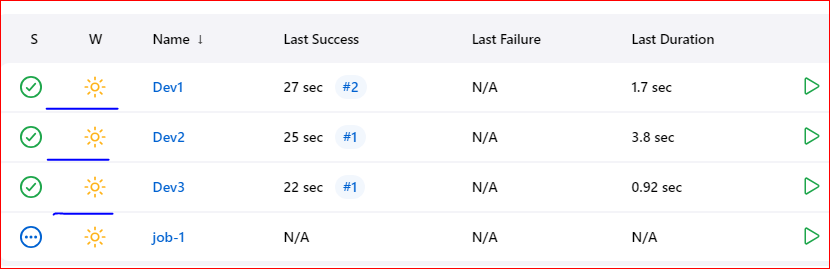 S W Name ↓ Last Success Last Failure Last Duration
Dev1 27 sec #2 N/A 1.7 sec
Dev2 25 sec #1 N/A 3.8 sec
Dev3 22 sec #1 N/A 0.92 sec
job-1 N/A N/A N/A